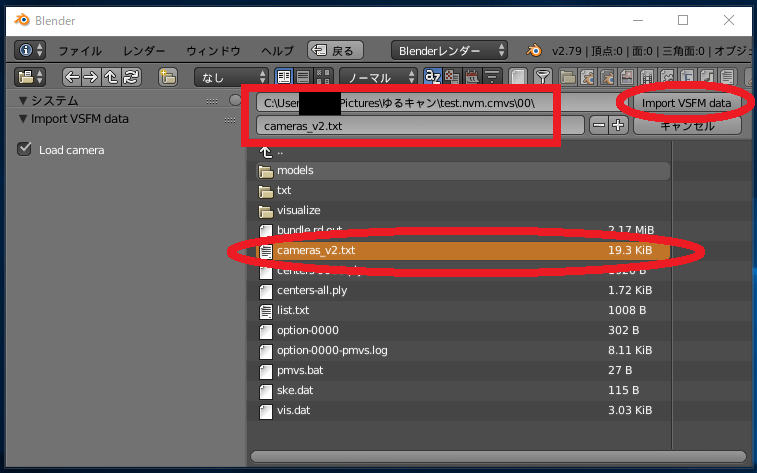 Blender
ファイル レンダー ウィンドウ ヘルプ 戻る Blenderレンダー v2.79 | 頂点:0 | 面:0 | 三角面:0 | オブジ
なし ノーマル
システム
Import VSFM data
Load camera
C:\User Pictures\ゆるキャン\test.nvm.cmvs\00\ Import VSFM data
cameras_v2.txt キャンセル
..
models
txt
visualize
bundle.rd.out 2.17 MiB
cameras_v2.txt 19.3 KiB
centers-all.ply 1.72 KiB
list.txt 1008 B
option-0000 302 B
option-0000-pmvs.log 8.11 KiB
pmvs.bat 27 B
ske.dat 115 B
vis.dat 3.03 KiB